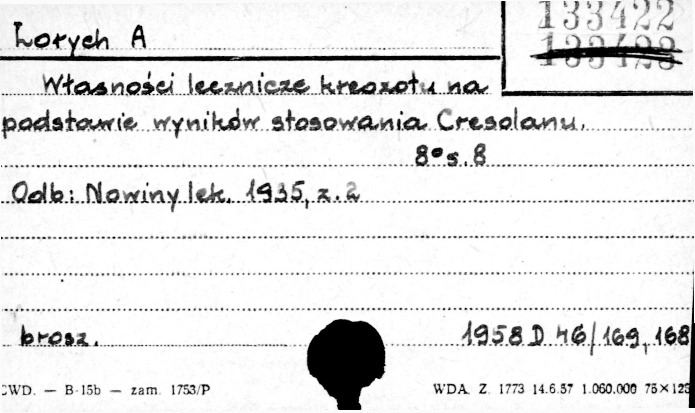 133422
133423
Lorych A
Własności lecznicze kreozotu na
podstawie wyników stosowania Cresolanu.
8° s. 8
Odb: Nowiny lek. 1935, z. 2
brosz.
1958 D 46/169, 168
CWD. — B-15b — zam. 1753/P
WDA. Z. 1773 14.6.57 1.060.000 75×125